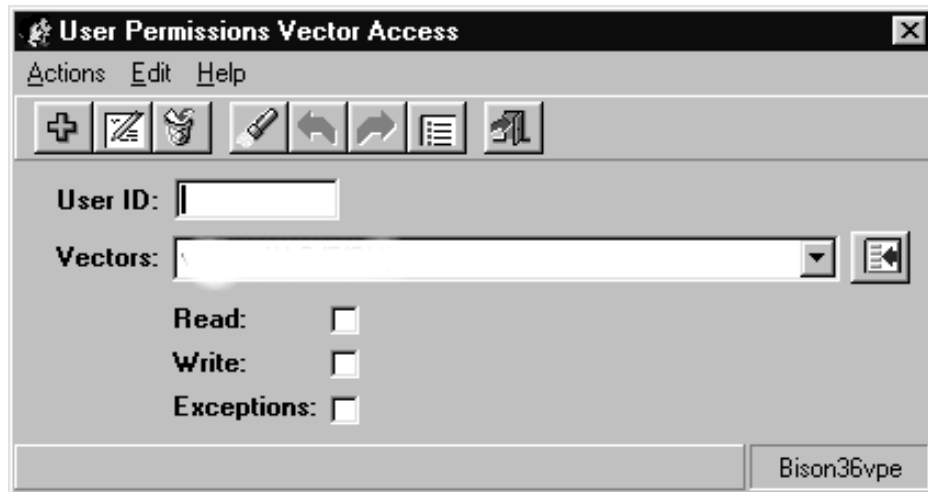 User Permissions Vector Access
Actions Edit Help
User ID:
Vectors:
Read:
Write:
Exceptions:
Bison36vpe